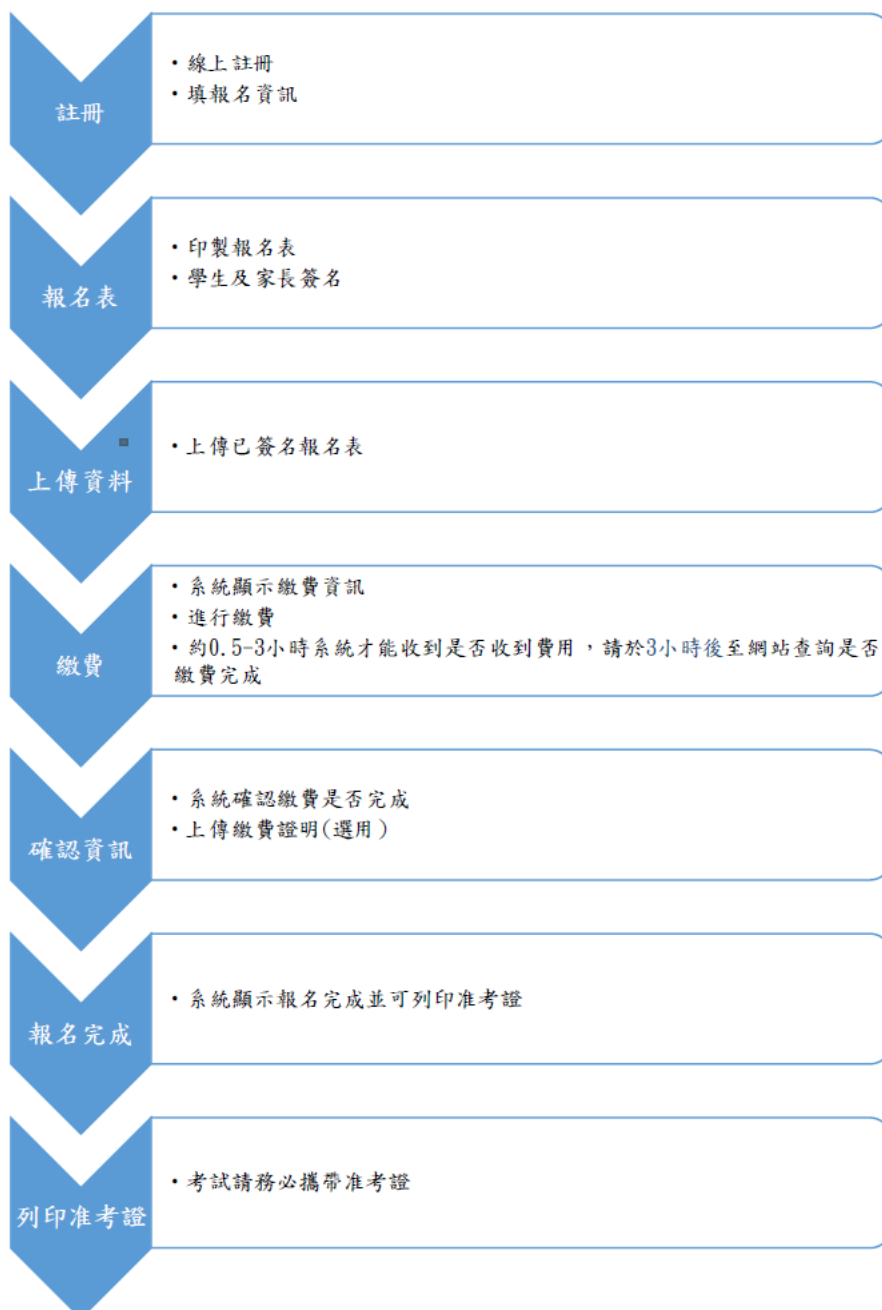 註冊
・線上註冊
・填報名資訊
報名表
・印製報名表
・學生及家長簽名
上傳資料
・上傳已簽名報名表
繳費
・系統顯示繳費資訊
・進行繳費
・約0.5-3小時系統才能收到是否收到費用，請於3小時後至網站查詢是否
繳費完成
確認資訊
・系統確認繳費是否完成
・上傳繳費證明(選用)
報名完成
・系統顯示報名完成並可列印准考證
列印准考證
・考試請務必攜帶准考證